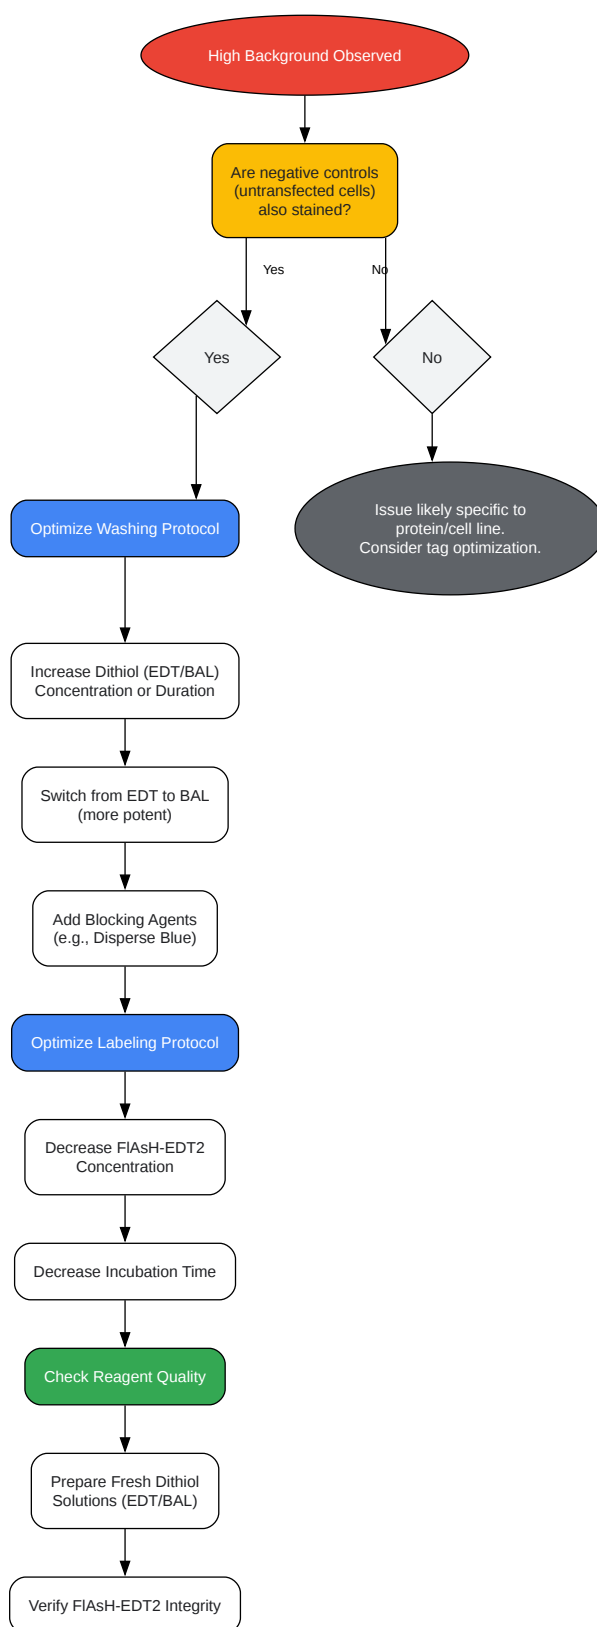 High Background Observed
Are negative controls
(untransfected cells)
also stained?
Yes
No
Yes
No
Issue likely specific to
protein/cell line.
Consider tag optimization.
Optimize Washing Protocol
Increase Dithiol (EDT/BAL)
Concentration or Duration
Switch from EDT to BAL
(more potent)
Add Blocking Agents
(e.g., Disperse Blue)
Optimize Labeling Protocol
Decrease FlAsH-EDT2
Concentration
Decrease Incubation Time
Check Reagent Quality
Prepare Fresh Dithiol
Solutions (EDT/BAL)
Verify FlAsH-EDT2 Integrity